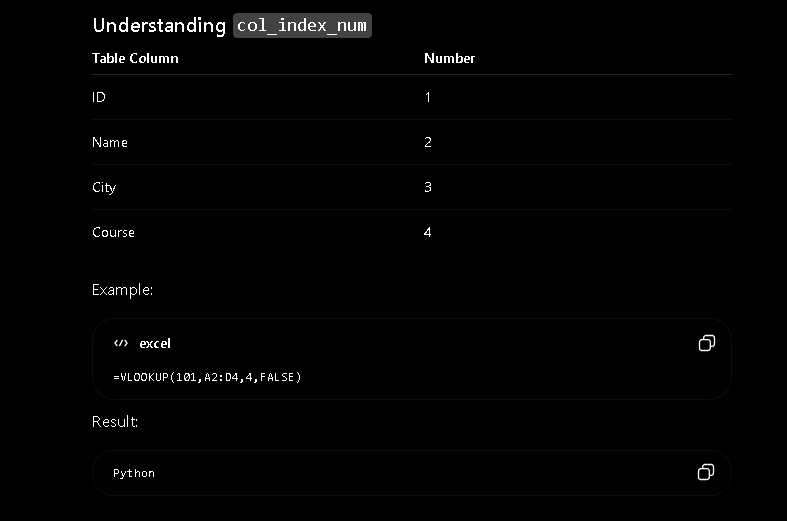 Understanding col_index_num
Table Column Number
ID 1
Name 2
City 3
Course 4
Example:
excel
=VLOOKUP(101,A2:D4,4,FALSE)
Result:
Python